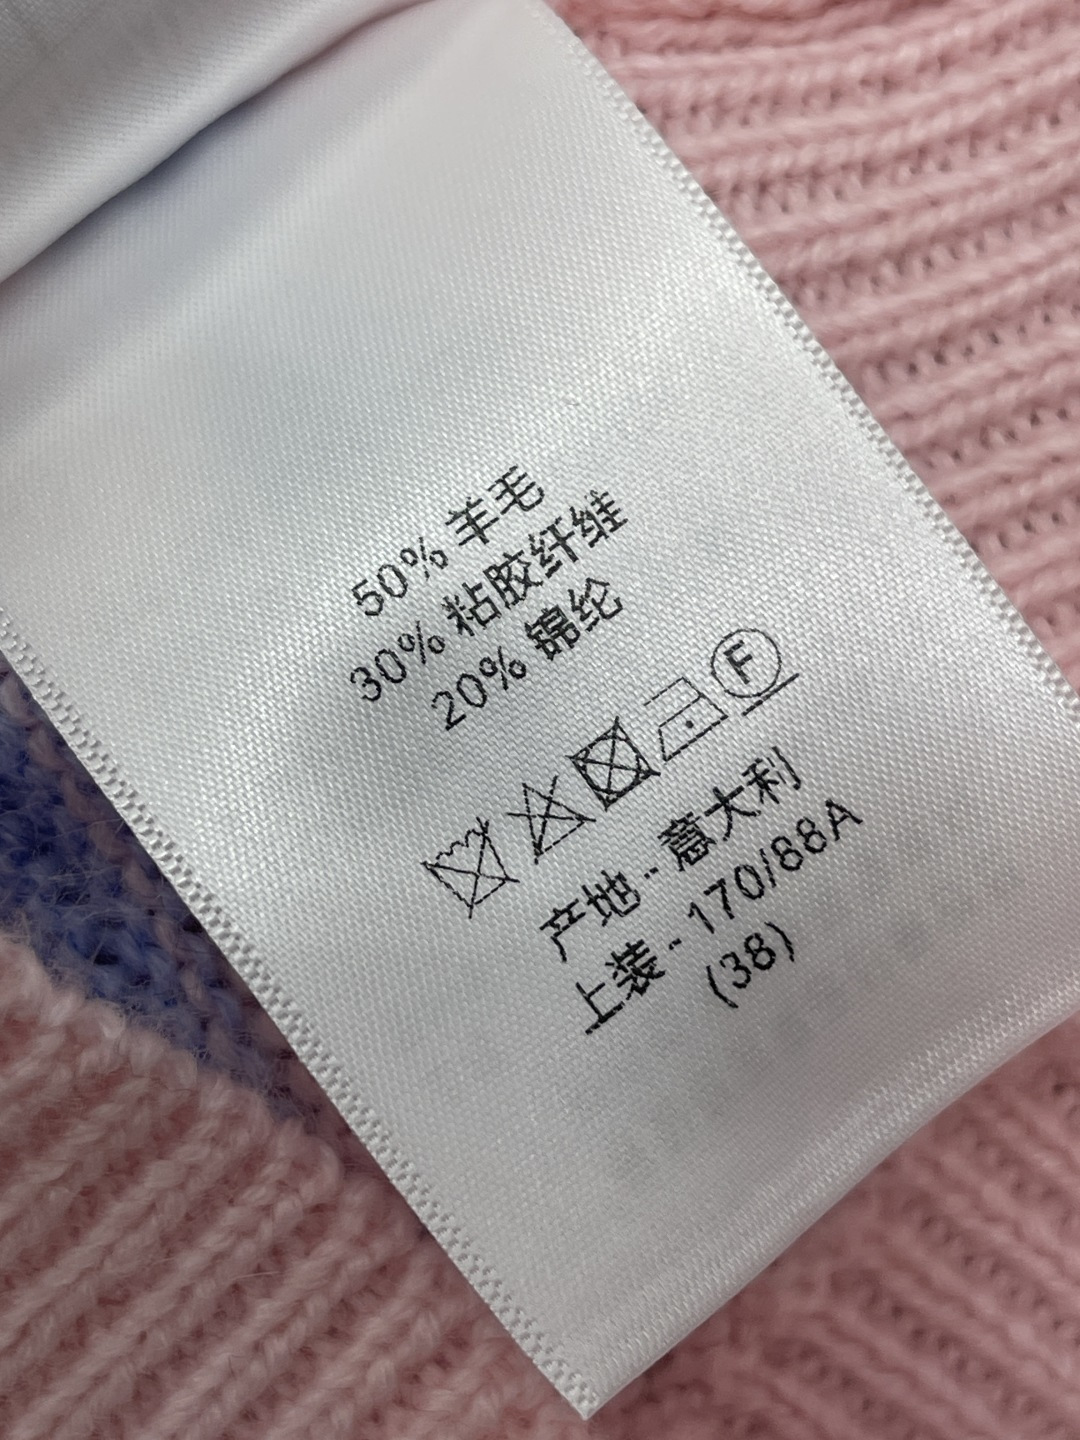 50% 羊毛
30% 粘胶纤维
20% 锦纶
F
产地 - 意大利
上装 - 170/88A
(38)